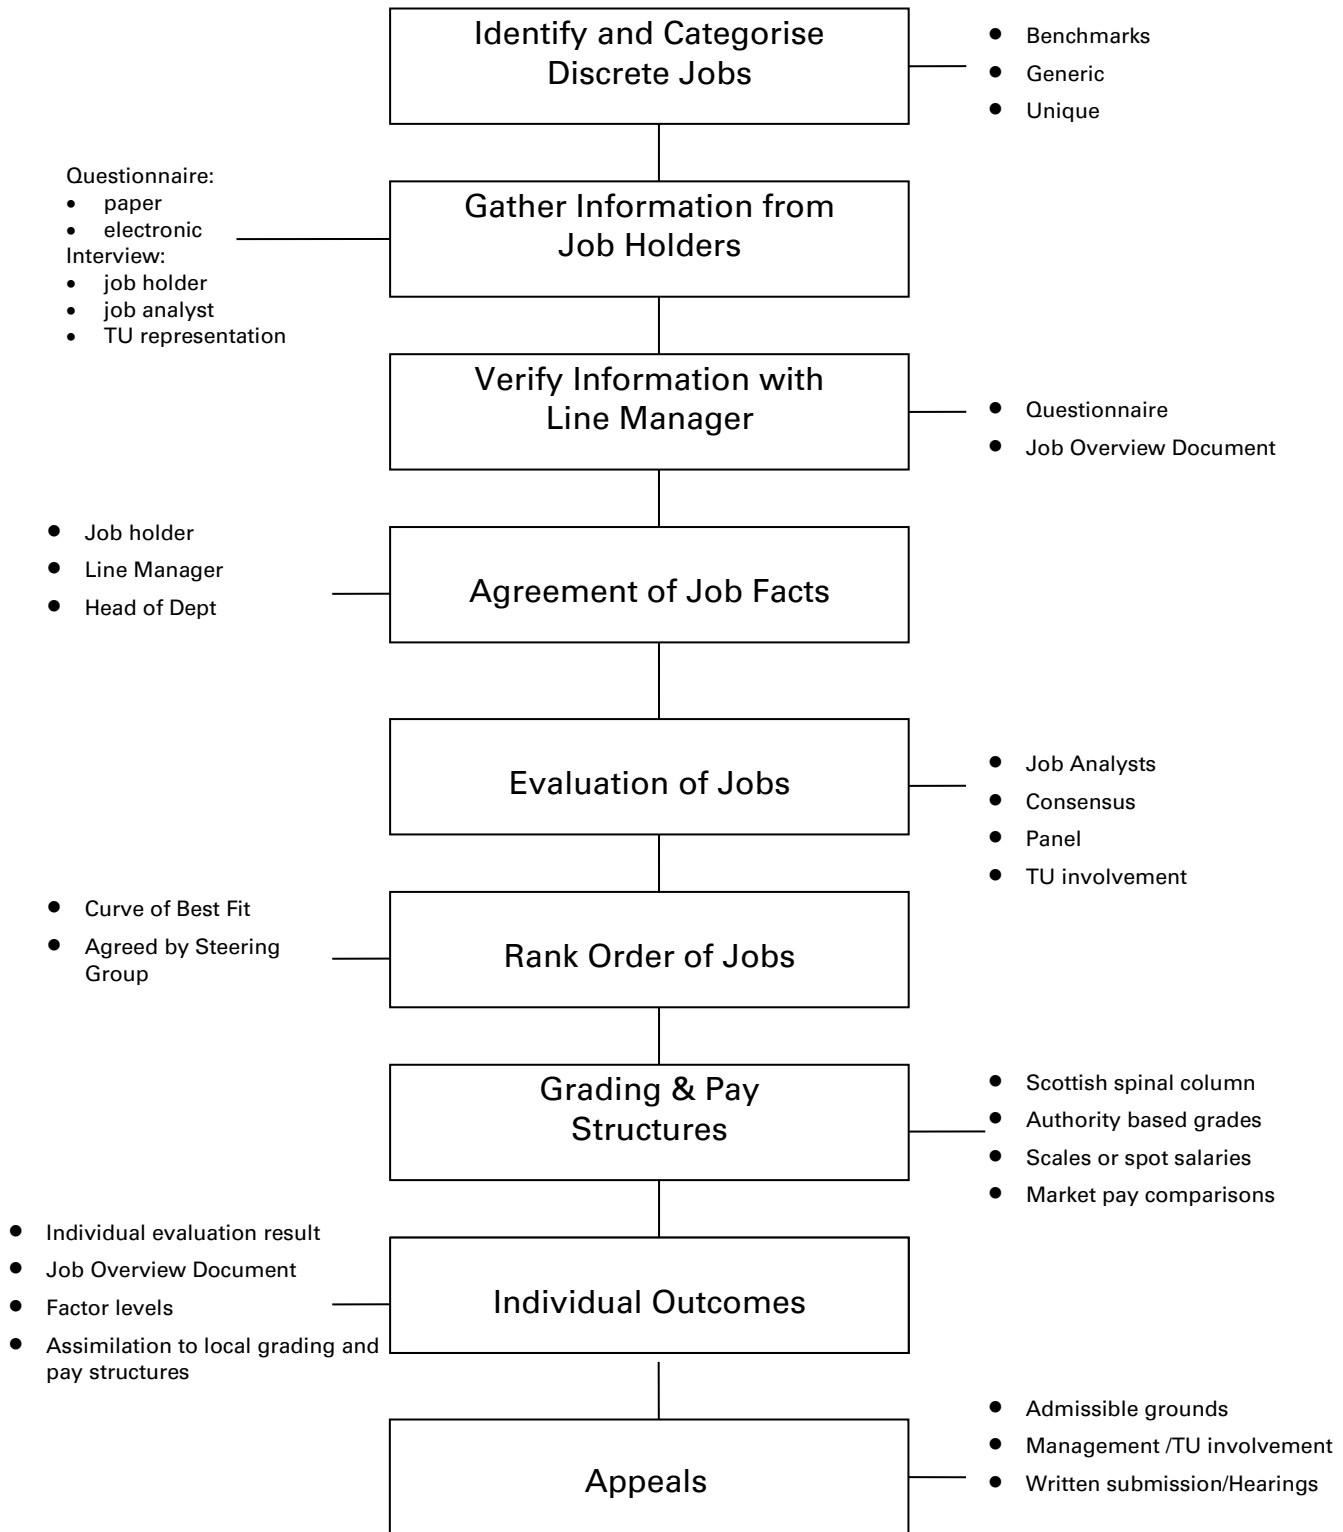 Identify and Categorise
Discrete Jobs
● Benchmarks
● Generic
● Unique
Questionnaire:
• paper
• electronic
Interview:
• job holder
• job analyst
• TU representation
Gather Information from
Job Holders
Verify Information with
Line Manager
● Questionnaire
● Job Overview Document
● Job holder
● Line Manager
● Head of Dept
Agreement of Job Facts
Evaluation of Jobs
● Job Analysts
● Consensus
● Panel
● TU involvement
● Curve of Best Fit
● Agreed by Steering
Group
Rank Order of Jobs
Grading & Pay
Structures
● Scottish spinal column
● Authority based grades
● Scales or spot salaries
● Market pay comparisons
● Individual evaluation result
● Job Overview Document
● Factor levels
● Assimilation to local grading and
pay structures
Individual Outcomes
Appeals
● Admissible grounds
● Management /TU involvement
● Written submission/Hearings